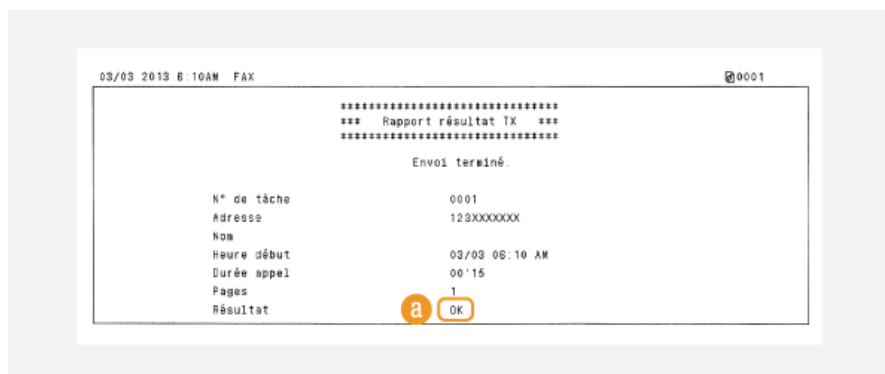 03/03 2013 6:10AM FAX 0001
*******************************
*** Rapport résultat TX ***
*******************************
Envoi terminé.
N° de tâche 0001
Adresse 123XXXXXXX
Nom
Heure début 03/03 06:10 AM
Durée appel 00'15
Pages 1
Résultat a OK